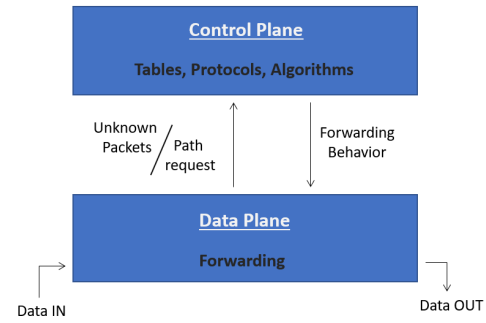 Control Plane
Tables, Protocols, Algorithms
Unknown
Packets
/
Path
request
Forwarding
Behavior
Data Plane
Forwarding
Data IN
Data OUT